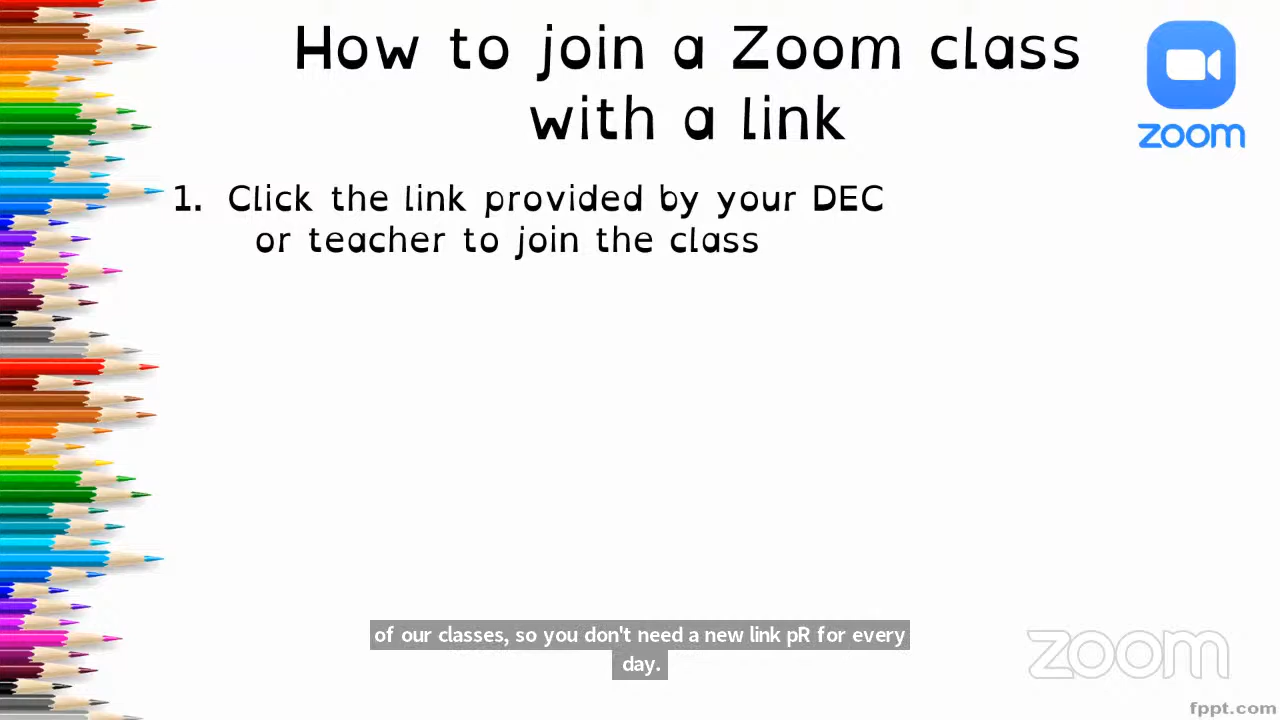 How to join a Zoom class
with a link
zoom
1. Click the link provided by your DEC
or teacher to join the class
of our classes, so you don't need a new link pR for every
day.
zoom
fppt.com